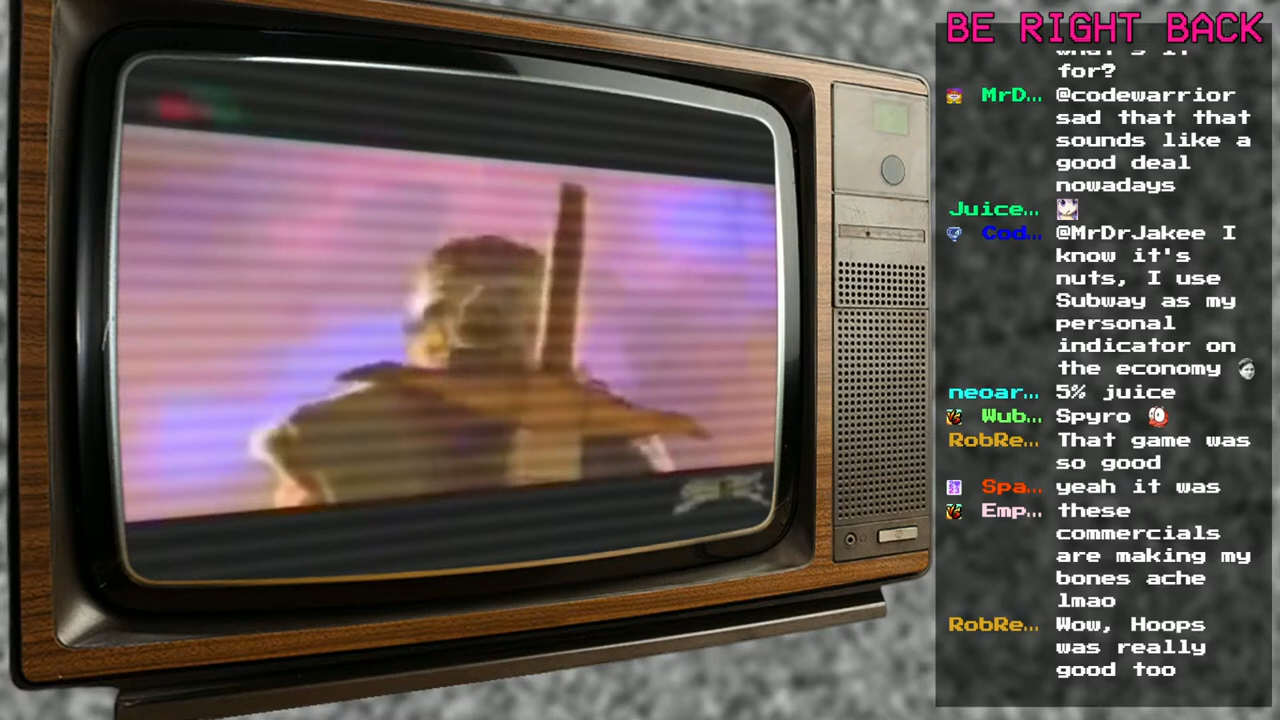 BE RIGHT BACK
what's it
for?
MrD... @codewarrior
sad that that
sounds like a
good deal
nowadays
Juice...
Cod... @MrDrJakee I
know it's
nuts, I use
Subway as my
personal
indicator on
the economy
neoar... 5% juice
Wub... Spyro
RobRe... That game was
so good
Spa... yeah it was
Emp... these
commercials
are making my
bones ache
lmao
RobRe... Wow, Hoops
was really
good too